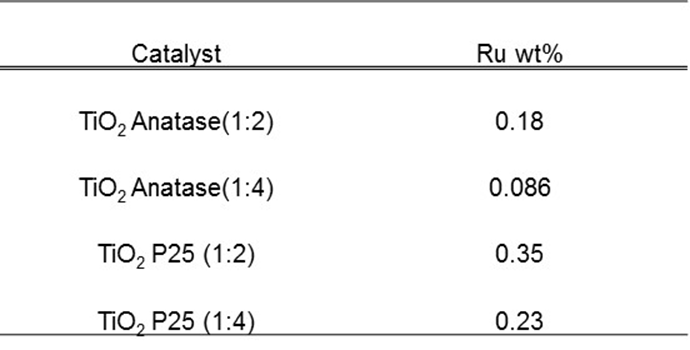 Catalyst Ru wt%
TiO₂ Anatase(1:2) 0.18
TiO₂ Anatase(1:4) 0.086
TiO₂ P25 (1:2) 0.35
TiO₂ P25 (1:4) 0.23